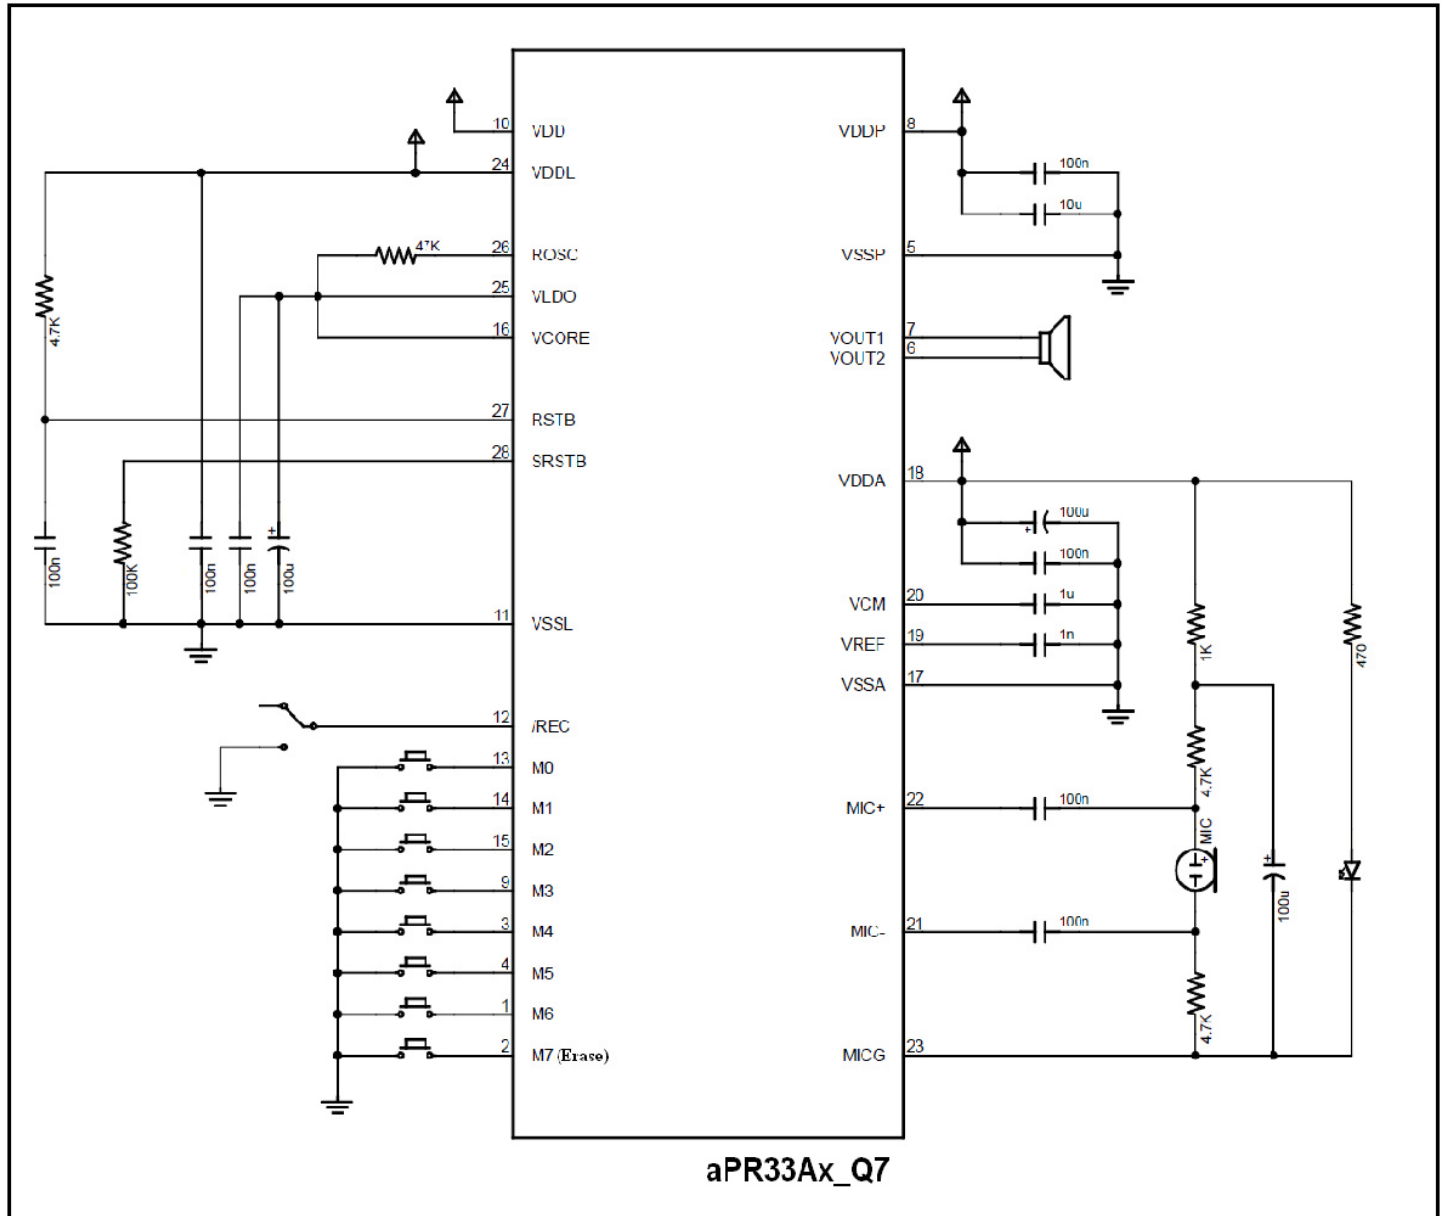 10 VDD
24 VDDL
47K 26 ROSC
25 VLDO
16 VCORE
4.7K
27 RSTB
28 SRSTB
100n
100K
100n
100n
+
100u
11 VSSL
12 /REC
13 M0
14 M1
15 M2
9 M3
3 M4
4 M5
1 M6
2 M7 (Erase)
VDDP 8
100n
10u
VSSP 5
VOUT1 7
VOUT2 6
VDDA 18
+ 100u
100n
VCM 20 1u
VREF 19 1n
VSSA 17
1K
470
4.7K
MIC+ 22 100n
MIC
+
+
100u
MIC- 21 100n
4.7K
MICG 23
aPR33Ax_Q7